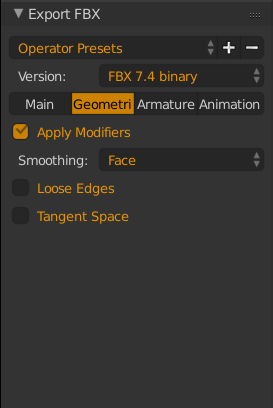 Export FBX
Operator Presets
Version: FBX 7.4 binary
Main Geometri Armature Animation
Apply Modifiers
Smoothing: Face
Loose Edges
Tangent Space